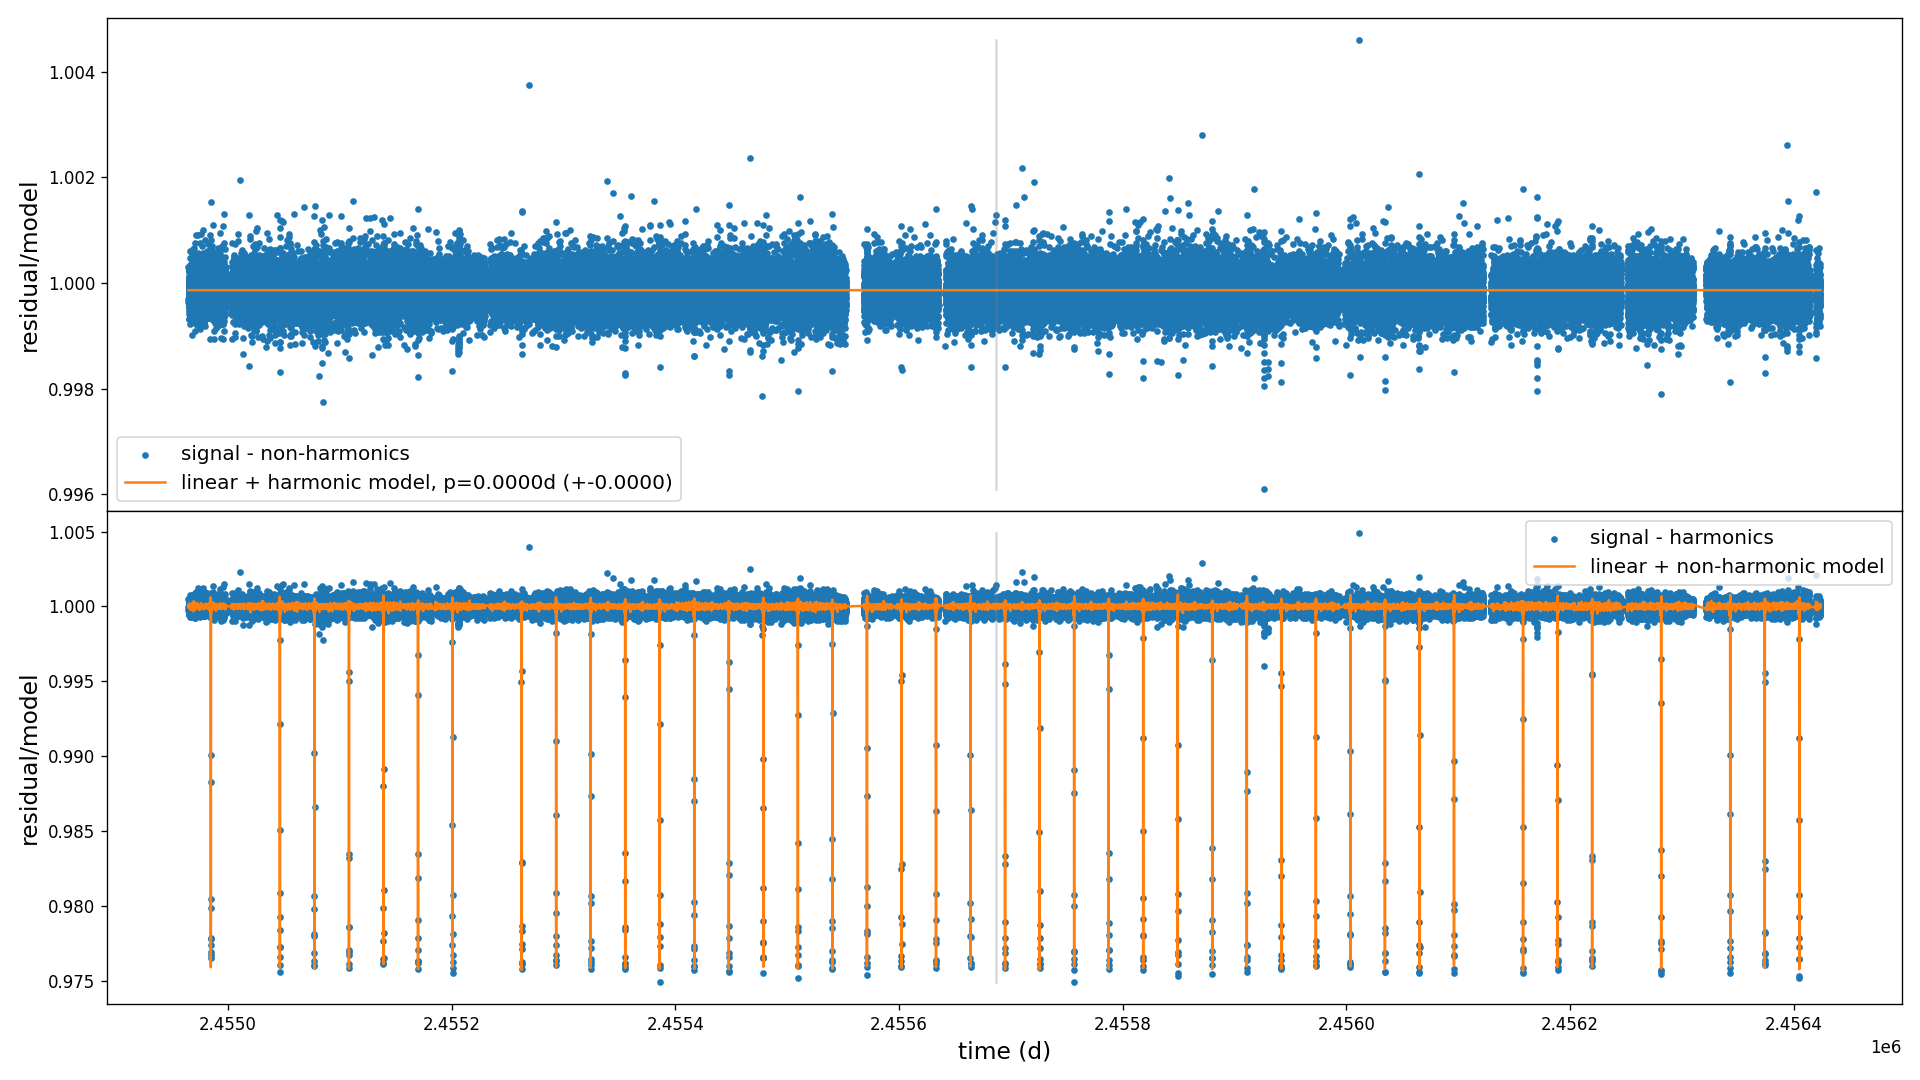 1.004
1.002
1.000
0.998
0.996
residual/model
signal - non-harmonics
linear + harmonic model, p=0.0000d (+-0.0000)
1.005
1.000
0.995
0.990
0.985
0.980
0.975
residual/model
signal - harmonics
linear + non-harmonic model
2.4550
2.4552
2.4554
2.4556
2.4558
2.4560
2.4562
2.4564
time (d)
1e6